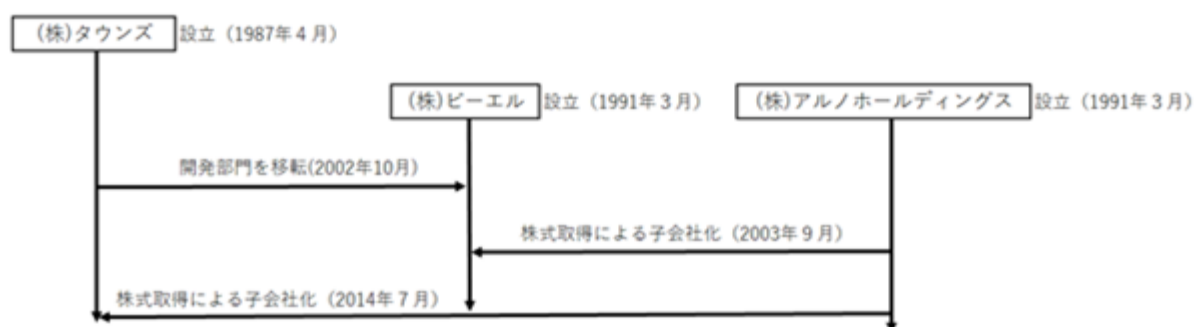 (株)タウンズ 設立（1987年４月）
(株)ビーエル 設立（1991年３月） (株)アルノホールディングス 設立（1991年３月）
開発部門を移転(2002年10月)
株式取得による子会社化（2003年９月）
株式取得による子会社化（2014年７月）